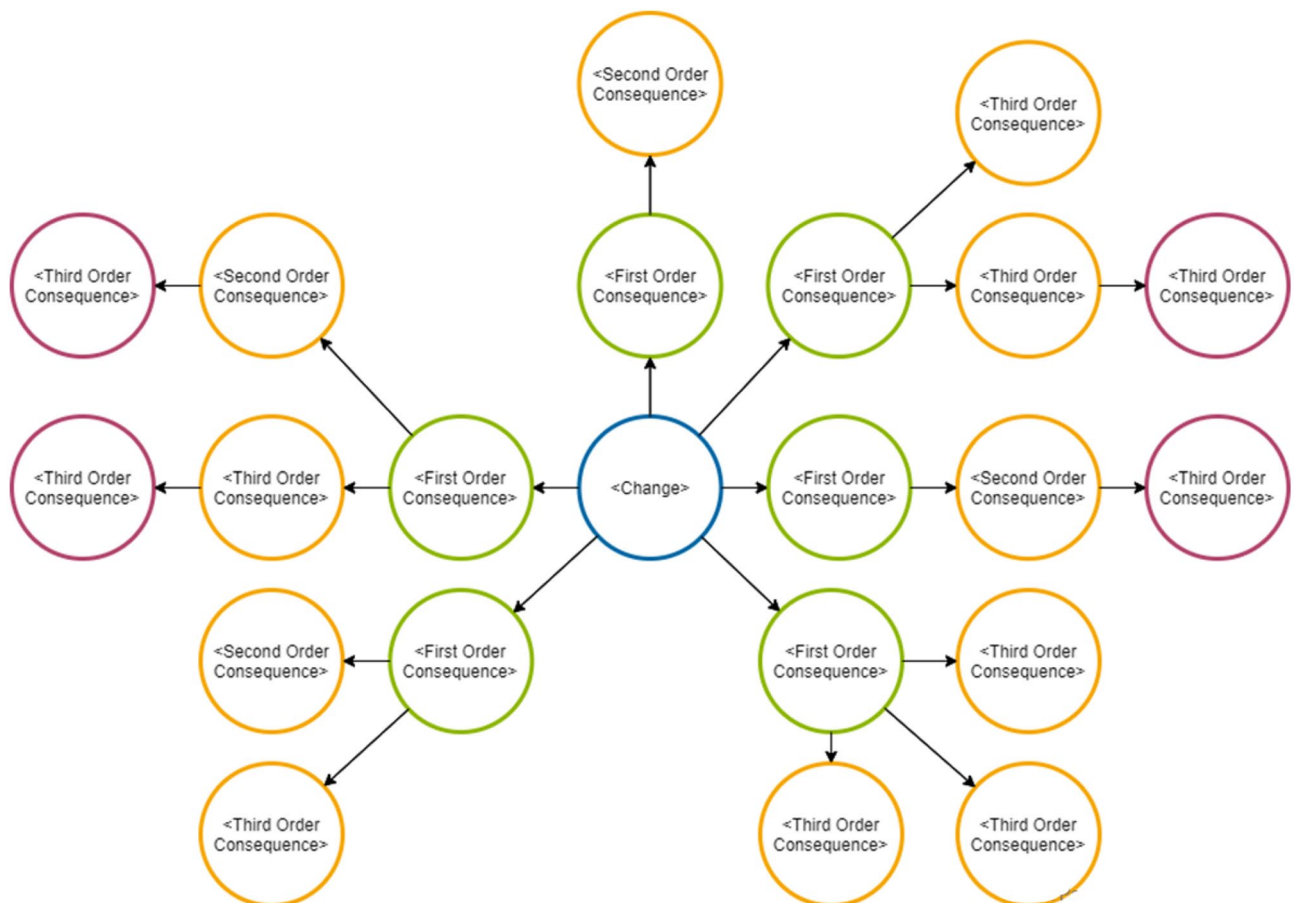 <Second Order
Consequence>
<Third Order
Consequence>
<Third Order
Consequence>
<Second Order
Consequence>
<First Order
Consequence>
<First Order
Consequence>
<Third Order
Consequence>
<Third Order
Consequence>
<Third Order
Consequence>
<Third Order
Consequence>
<First Order
Consequence>
<Change>
<First Order
Consequence>
<Second Order
Consequence>
<Third Order
Consequence>
<Second Order
Consequence>
<First Order
Consequence>
<First Order
Consequence>
<Third Order
Consequence>
<Third Order
Consequence>
<Third Order
Consequence>
<Third Order
Consequence>